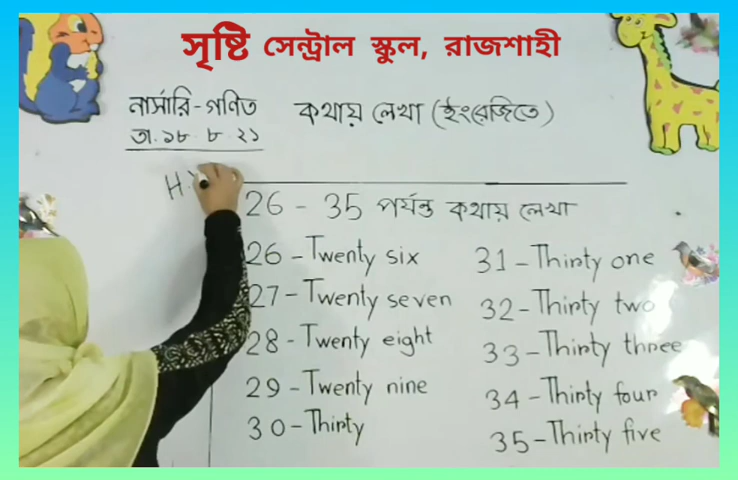 সৃষ্টি সেন্ট্রাল স্কুল, রাজশাহী
নার্সারি-গণিত
তা. ১৮ ৮ ২১
কথায় লেখা (ইংরেজিতে)
H.
26 - 35 পর্যন্ত কথায় লেখা
26 - Twenty six
27 - Twenty seven
28 - Twenty eight
29 - Twenty nine
30 - Thirty
31 - Thirty one
32 - Thirty two
33 - Thirty three
34 - Thirty four
35 - Thirty five